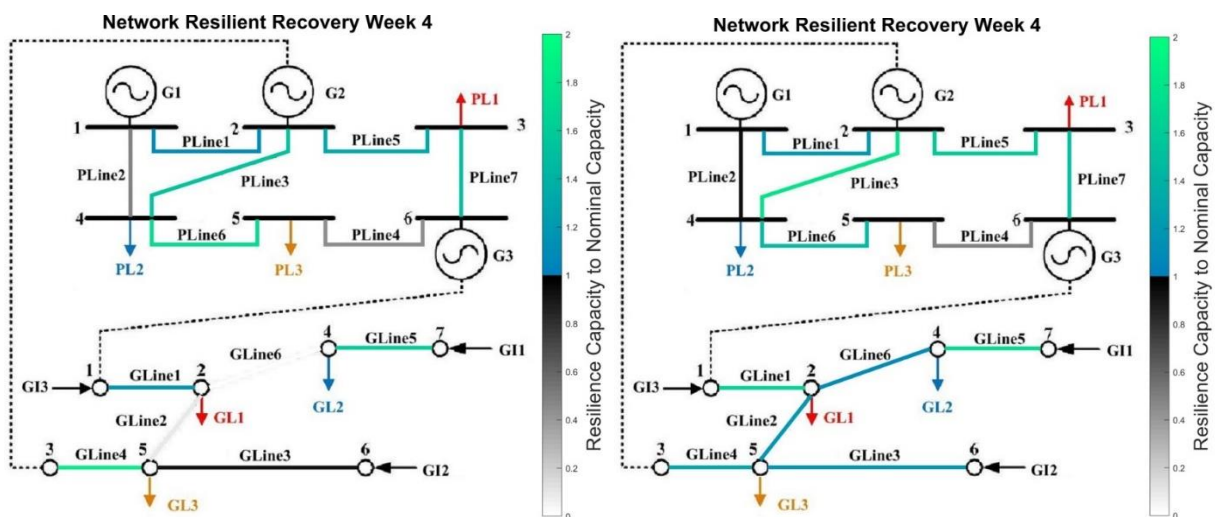 Network Resilient Recovery Week 4
G1
G2
PL1
1
2
3
PLine1
PLine5
PLine2
PLine3
PLine7
4
5
6
PLine6
PLine4
G3
PL2
PL3
4
7
GLine5
GI1
GLine6
1
2
GI3
GLine1
GL2
GLine2
GL1
3
5
6
GLine4
GLine3
GI2
GL3
2
1.8
1.6
1.4
1.2
1
0.8
0.6
0.4
0.2
0
Resilience Capacity to Nominal Capacity
Network Resilient Recovery Week 4
G1
G2
PL1
1
2
3
PLine1
PLine5
PLine2
PLine3
PLine7
4
5
6
PLine6
PLine4
G3
PL2
PL3
4
7
GLine5
GI1
GLine6
1
2
GI3
GLine1
GL2
GLine2
GL1
3
5
6
GLine4
GLine3
GI2
GL3
2
1.8
1.6
1.4
1.2
1
0.8
0.6
0.4
0.2
0
Resilience Capacity to Nominal Capacity